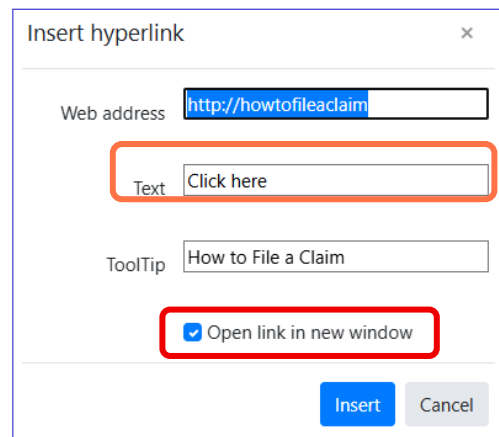 Insert hyperlink ×
Web address http://howtofileaclaim
Text Click here
ToolTip How to File a Claim
Open link in new window
Insert Cancel